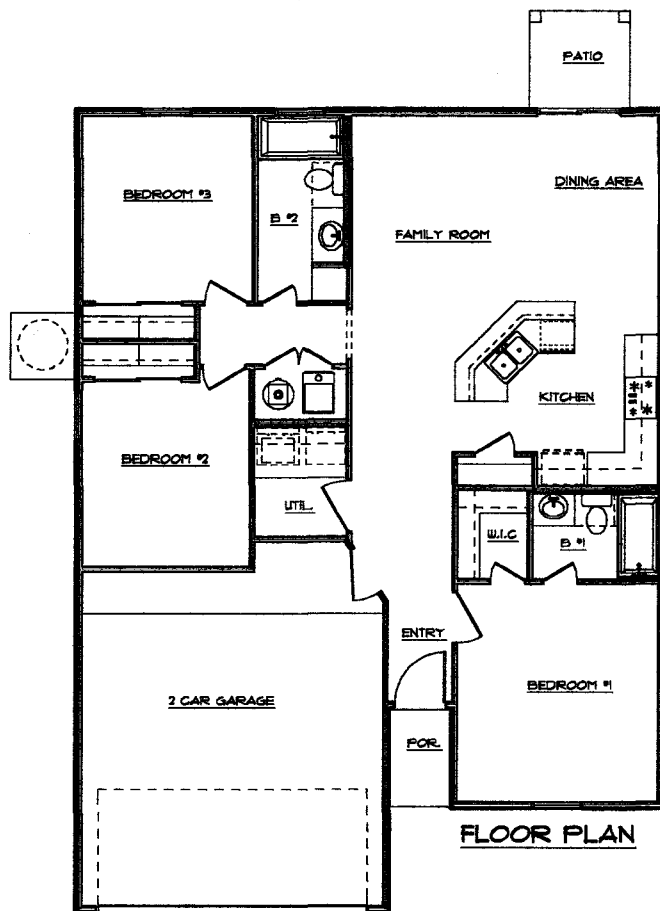 PATIO
BEDROOM #3
DINING AREA
B #2
FAMILY ROOM
KITCHEN
BEDROOM #2
UTIL.
W.I.C
B #1
ENTRY
BEDROOM #1
2 CAR GARAGE
POR.
FLOOR PLAN